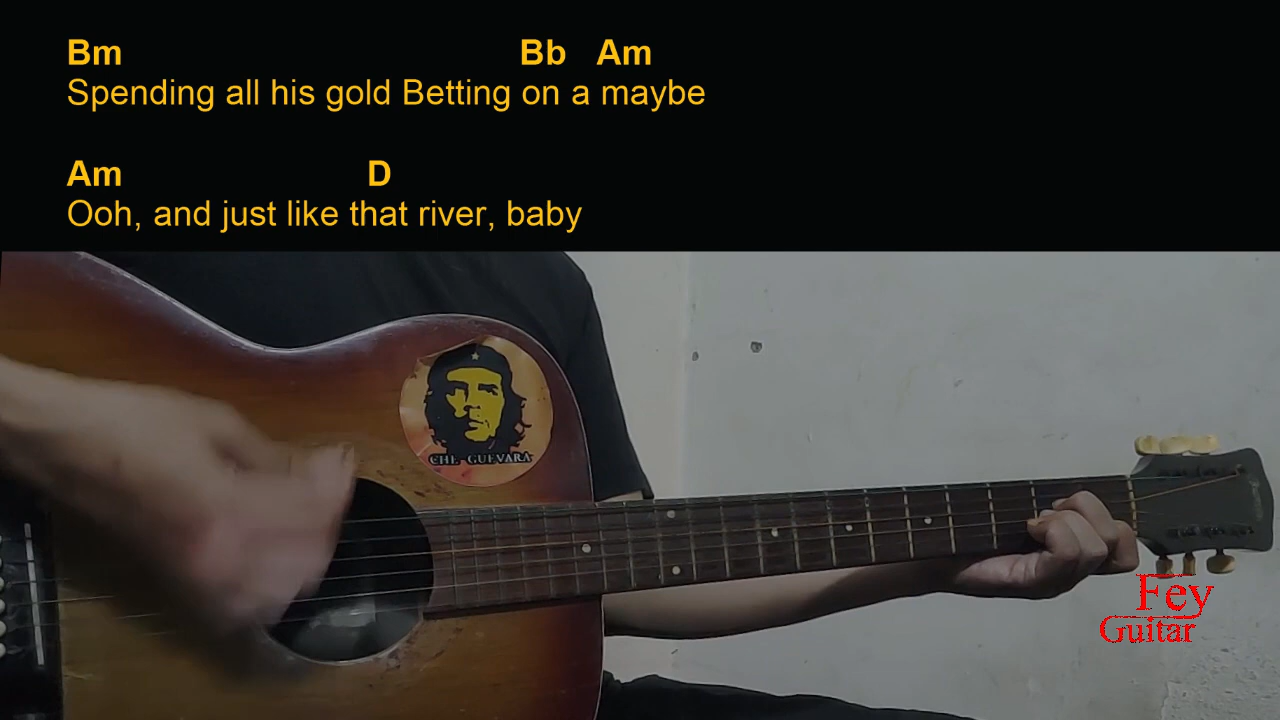 Bm Bb Am
Spending all his gold Betting on a maybe
Am D
Ooh, and just like that river, baby
CHE GUEVARA
Fey
Guitar